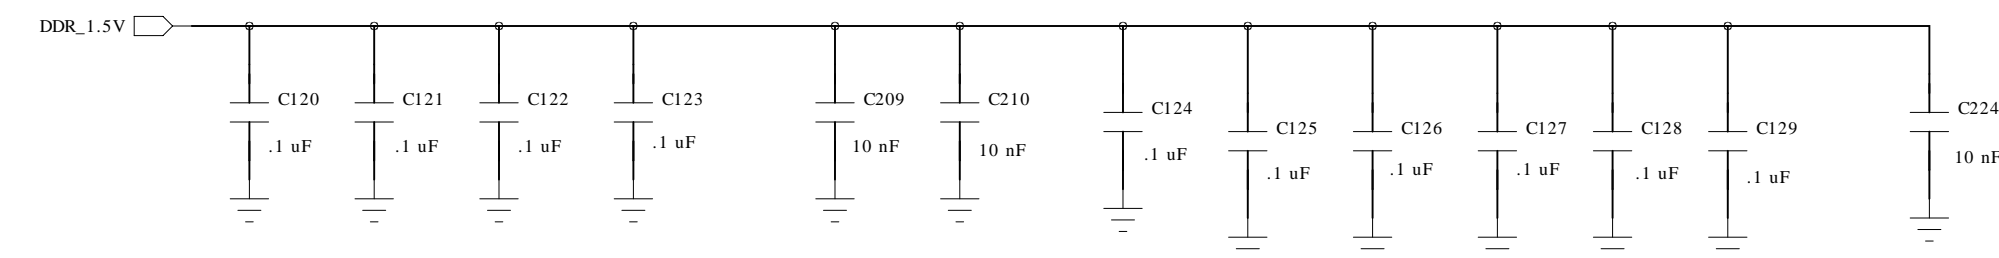 DDR_1.5V
C120
.1 uF
C121
.1 uF
C122
.1 uF
C123
.1 uF
C209
10 nF
C210
10 nF
C124
.1 uF
C125
.1 uF
C126
.1 uF
C127
.1 uF
C128
.1 uF
C129
.1 uF
C224
10 nF